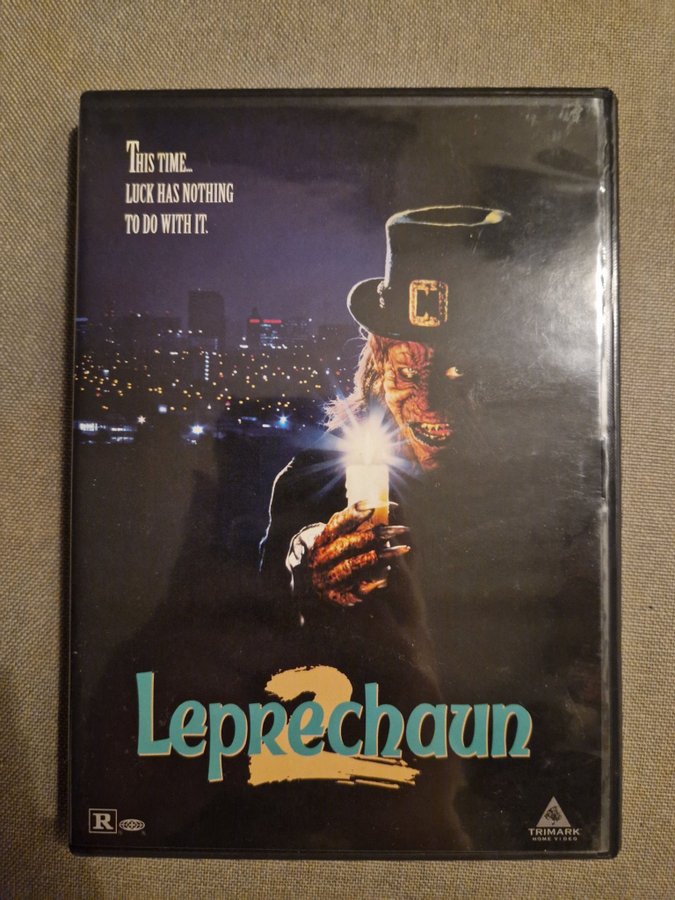 THIS TIME...
LUCK HAS NOTHING
TO DO WITH IT.
LEPRECHAUN
2
R
TRIMARK
HOME VIDEO